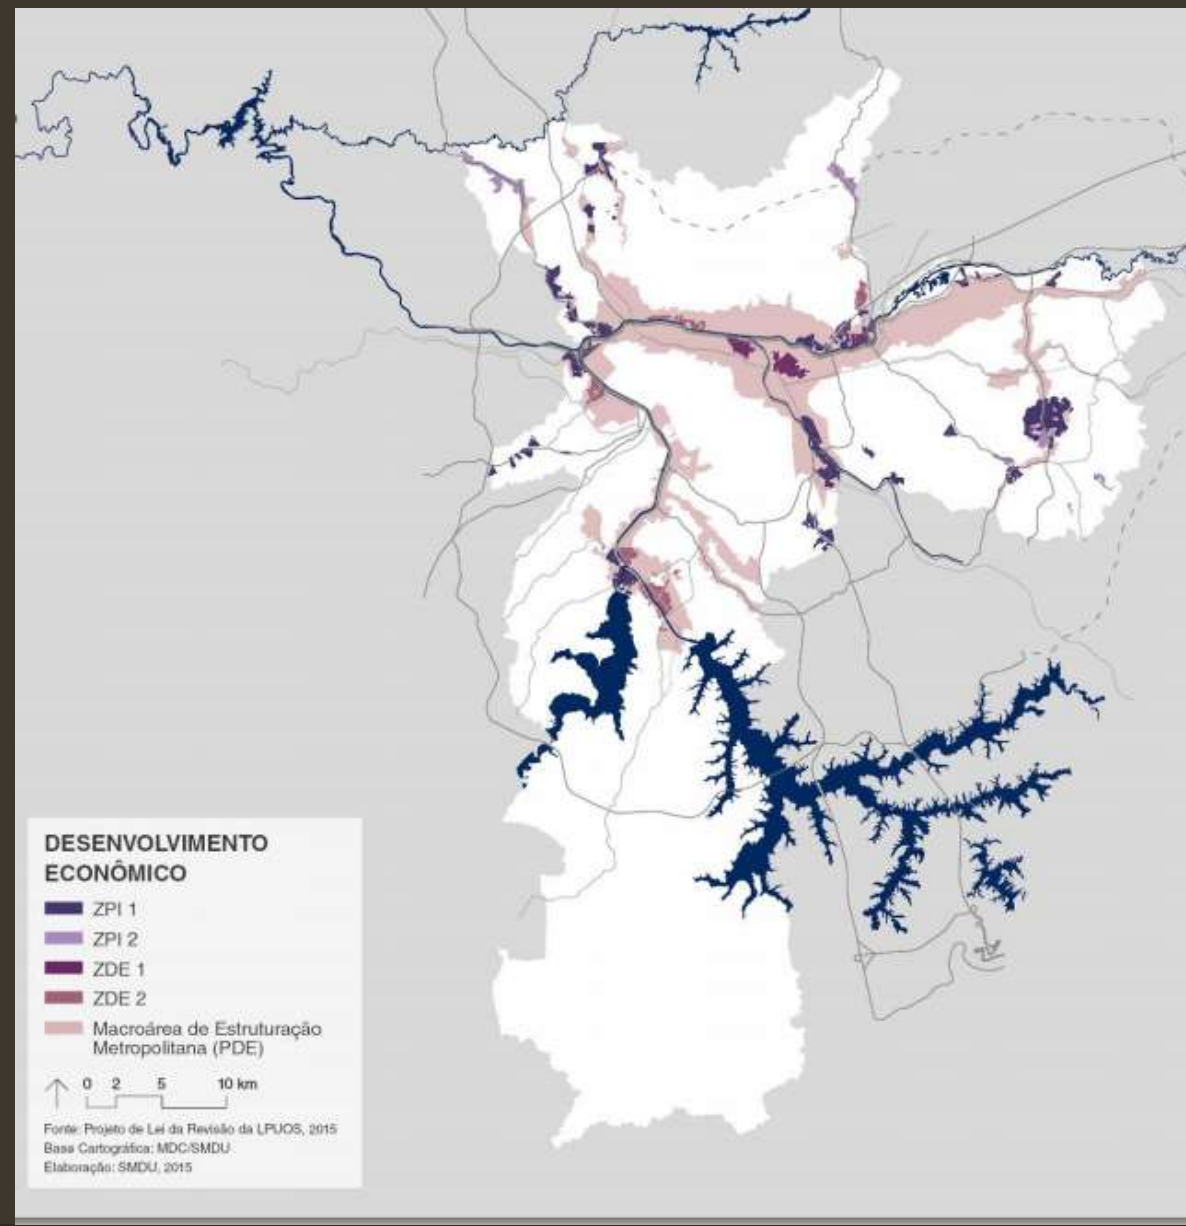 DESENVOLVIMENTO
ECONÔMICO
ZPI 1
ZPI 2
ZDE 1
ZDE 2
Macroárea de Estruturação
Metropolitana (PDE)
0 2 5 10 km
Fonte: Projeto de Lei da Revisão da LPUOS, 2015
Base Cartográfica: MDC/SMDU
Elaboração: SMDU, 2015